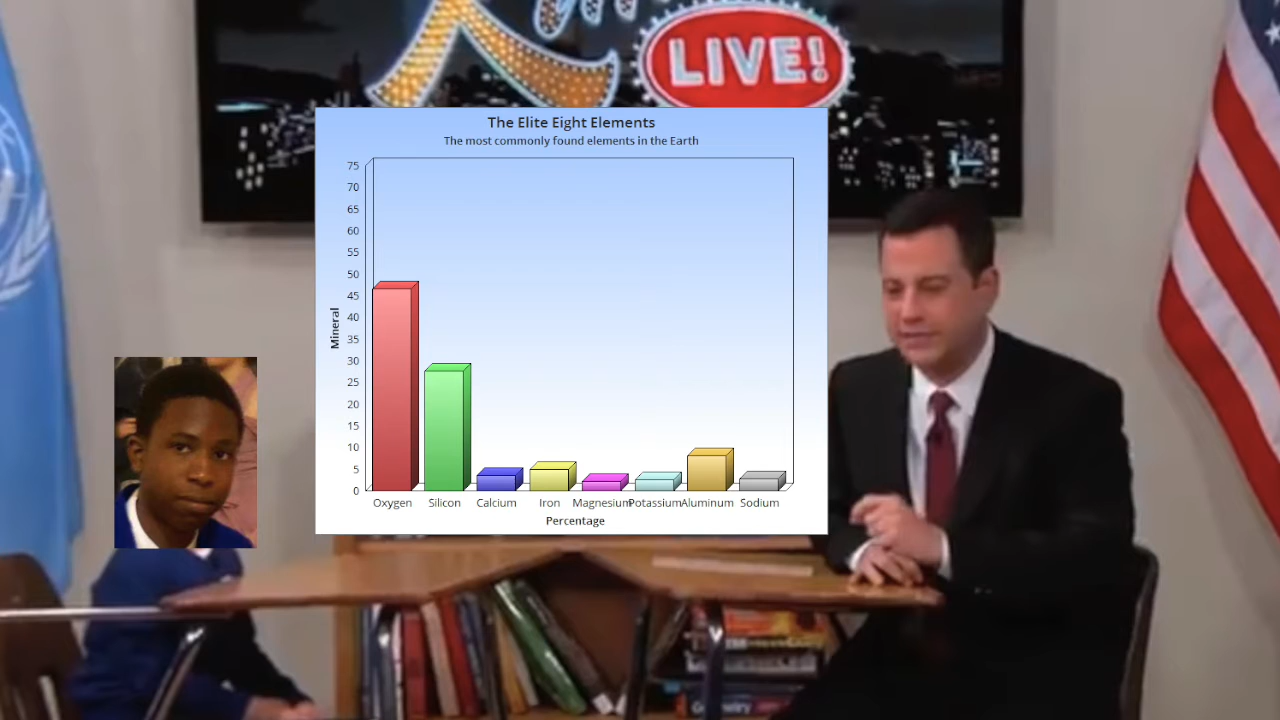 LIVE!
The Elite Eight Elements
The most commonly found elements in the Earth
75
70
65
60
55
50
45
40
35
30
25
20
15
10
5
0
Mineral
Oxygen Silicon Calcium Iron Magnesium Potassium Aluminum Sodium
Percentage